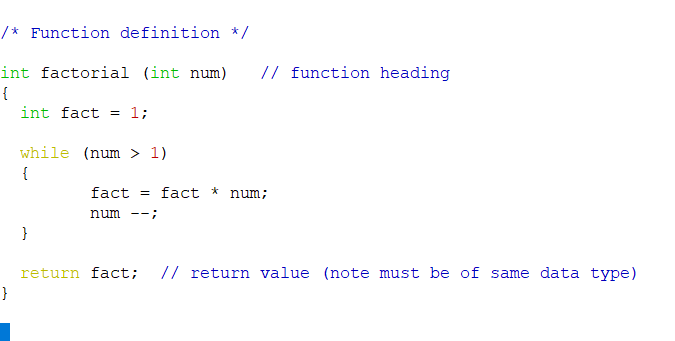 /* Function definition */
int factorial (int num)   // function heading
{
  int fact = 1;
  while (num > 1)
  {
         fact = fact * num;
         num --;
  }
  return fact;  // return value (note must be of same data type)
}